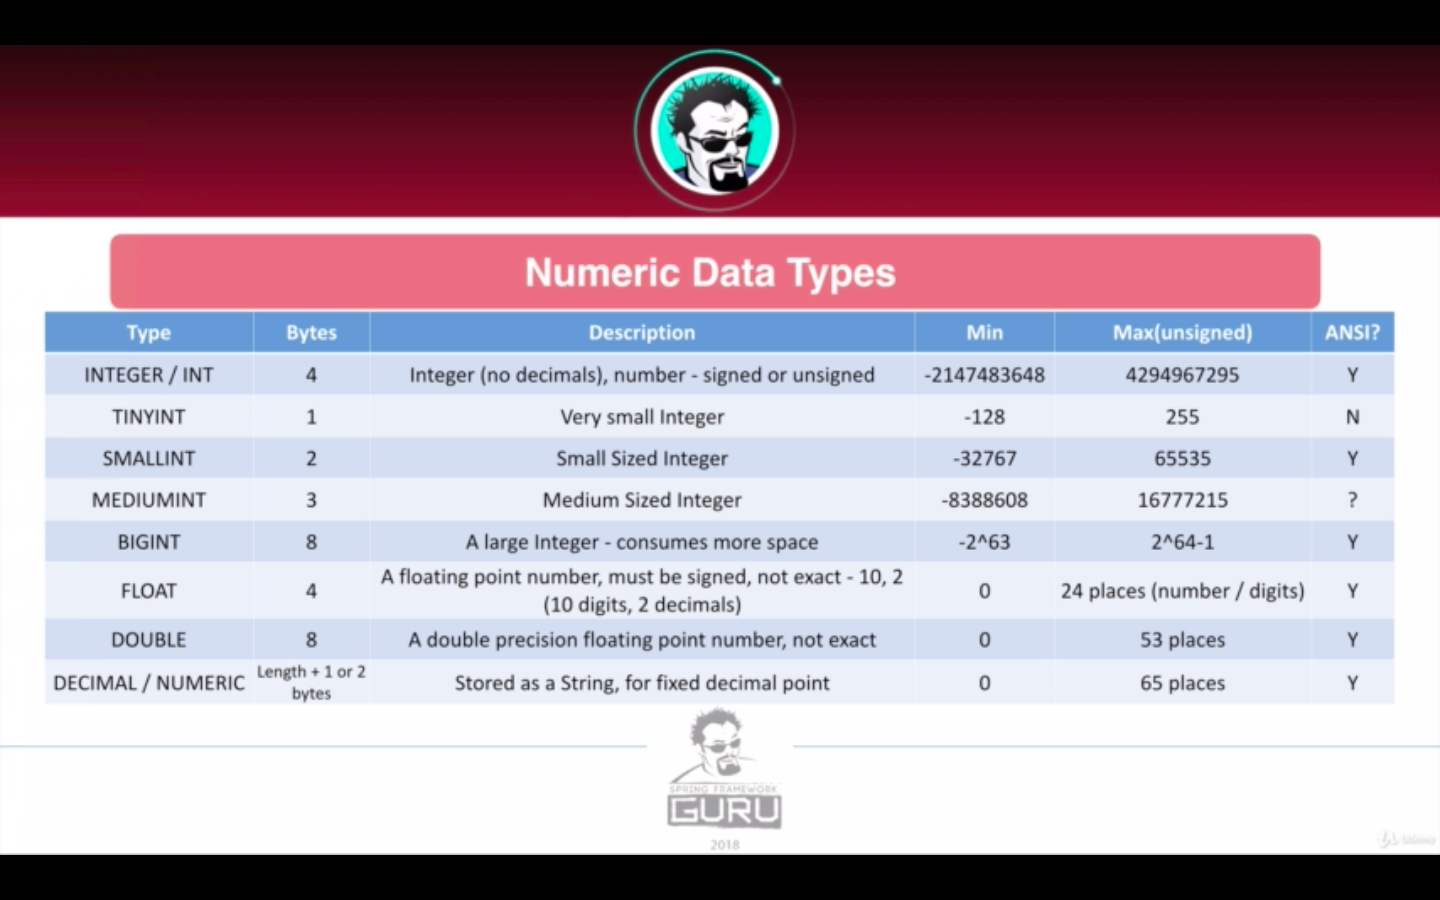 Numeric Data Types
Type Bytes Description Min Max(unsigned) ANSI?
INTEGER / INT 4 Integer (no decimals), number - signed or unsigned -2147483648 4294967295 Y
TINYINT 1 Very small Integer -128 255 N
SMALLINT 2 Small Sized Integer -32767 65535 Y
MEDIUMINT 3 Medium Sized Integer -8388608 16777215 ?
BIGINT 8 A large Integer - consumes more space -2^63 2^64-1 Y
FLOAT 4 A floating point number, must be signed, not exact - 10, 2
(10 digits, 2 decimals) 0 24 places (number / digits) Y
DOUBLE 8 A double precision floating point number, not exact 0 53 places Y
DECIMAL / NUMERIC Length + 1 or 2
bytes Stored as a String, for fixed decimal point 0 65 places Y
SPRING FRAMEWORK
GURU
2018
Udemy